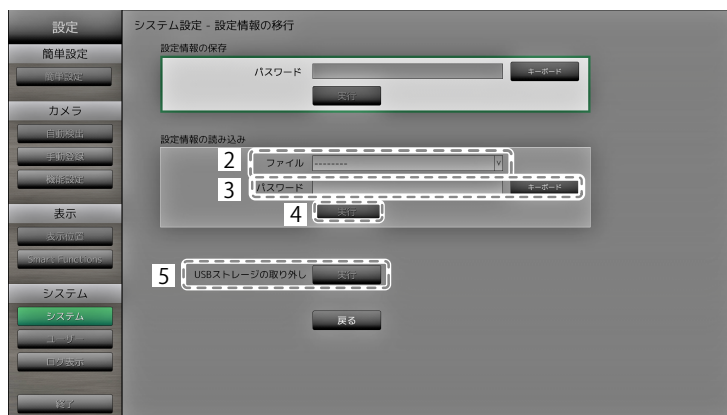 設定
簡単設定
簡単設定
カメラ
自動検出
手動登録
機能設定
表示
表示位置
Smart Functions
システム
システム
ユーザー
ログ表示
終了
システム設定 - 設定情報の移行
設定情報の保存
パスワード キーボード
実行
設定情報の読み込み
2 ファイル --------
3 パスワード キーボード
4 実行
5 USBストレージの取り外し 実行
戻る